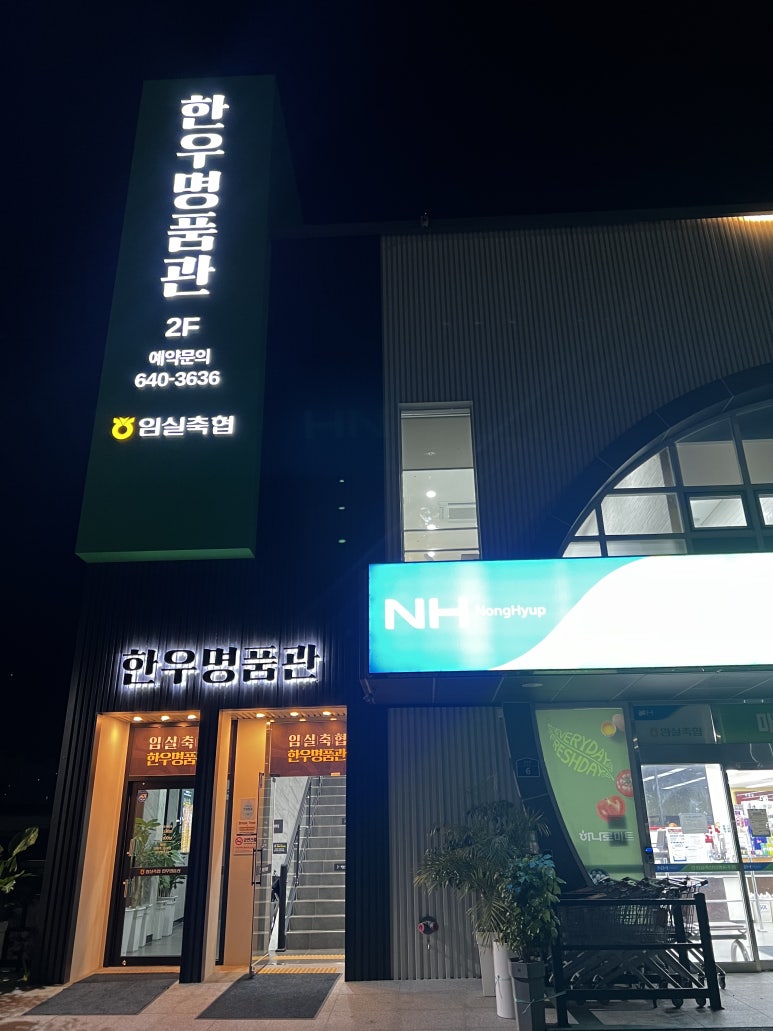 한우명품관
2F
예약문의
640-3636
임실축협
NH NongHyup
한우명품관
임실축
한우명품
임실축협
한우명품관
EVERYDAY
FRESHDAY
하나로마트
임실축협
6